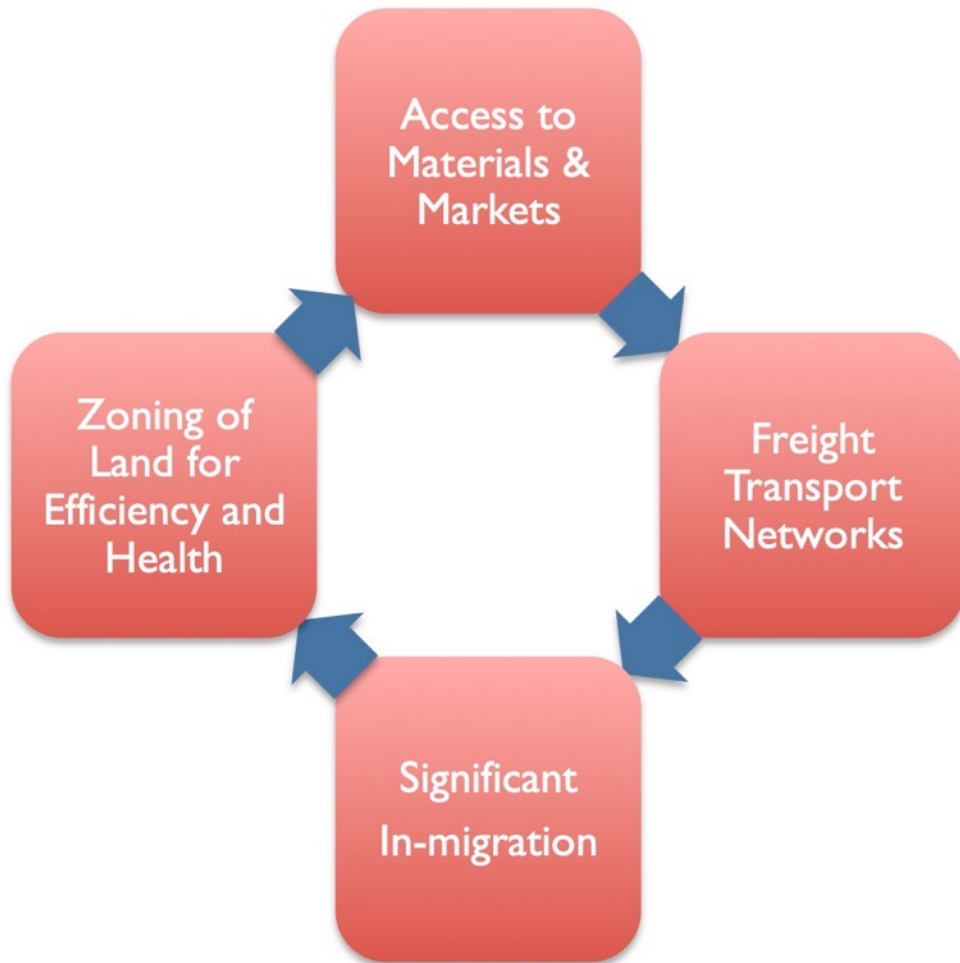 Access to
Materials &
Markets
Zoning of
Land for
Efficiency and
Health
Freight
Transport
Networks
Significant
In-migration